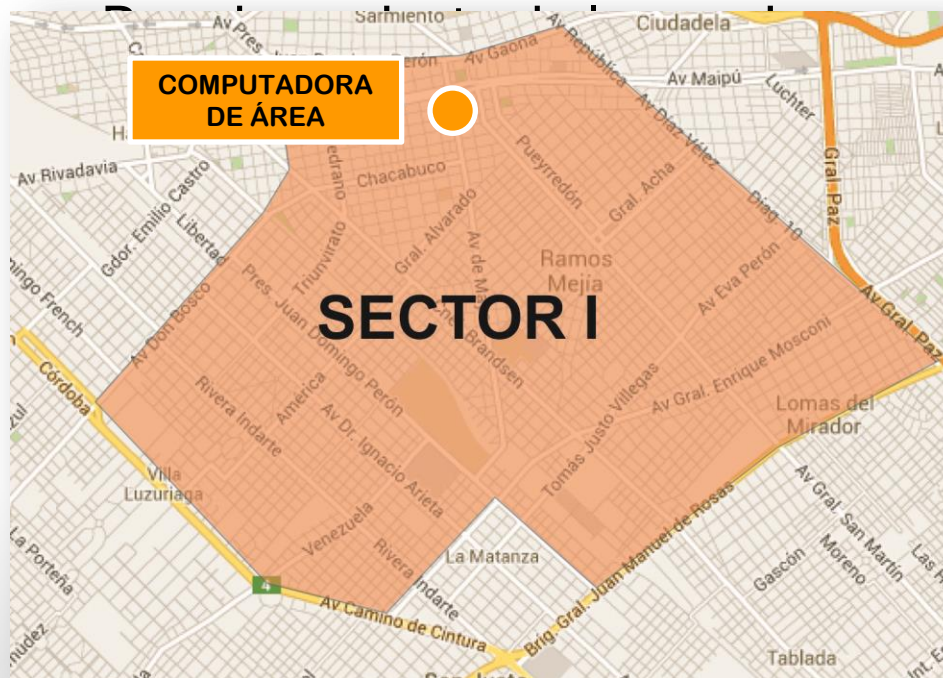 Sarmiento
Ciudadela
Av Gaona
Av República
Av Maipú
Luchter
COMPUTADORA
DE ÁREA
Av Díaz Vélez
Gral. Paz
Av Rivadavia
Chacabuco
Pueyrredón
Gral. Acha
Gdor. Emilio Castro
Libertad
Triunvirato
Gral. Alvarado
Diag. 10
Ramos
Mejía
Av Eva Perón
Av Gral. Paz
Av Don Bosco
Pres. Juan Domingo Perón
SECTOR I
Brandsen
Av Gral. Enrique Mosconi
Córdoba
Rivera Indarte
América
Av Dr. Ignacio Arieta
Tomás Justo Villegas
Lomas del
Mirador
Villa
Luzuriaga
Venezuela
Rivera Indarte
La Matanza
Av Gral. San Martín
Moreno
Gascón
La Porteña
4
Av Camino de Cintura
Brig. Gral. Juan Manuel de Rosas
Tablada